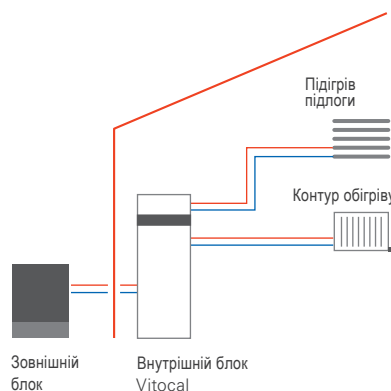 Підігрів
підлоги
Контур обігріву
Зовнішній
блок
Внутрішній блок
Vitocal